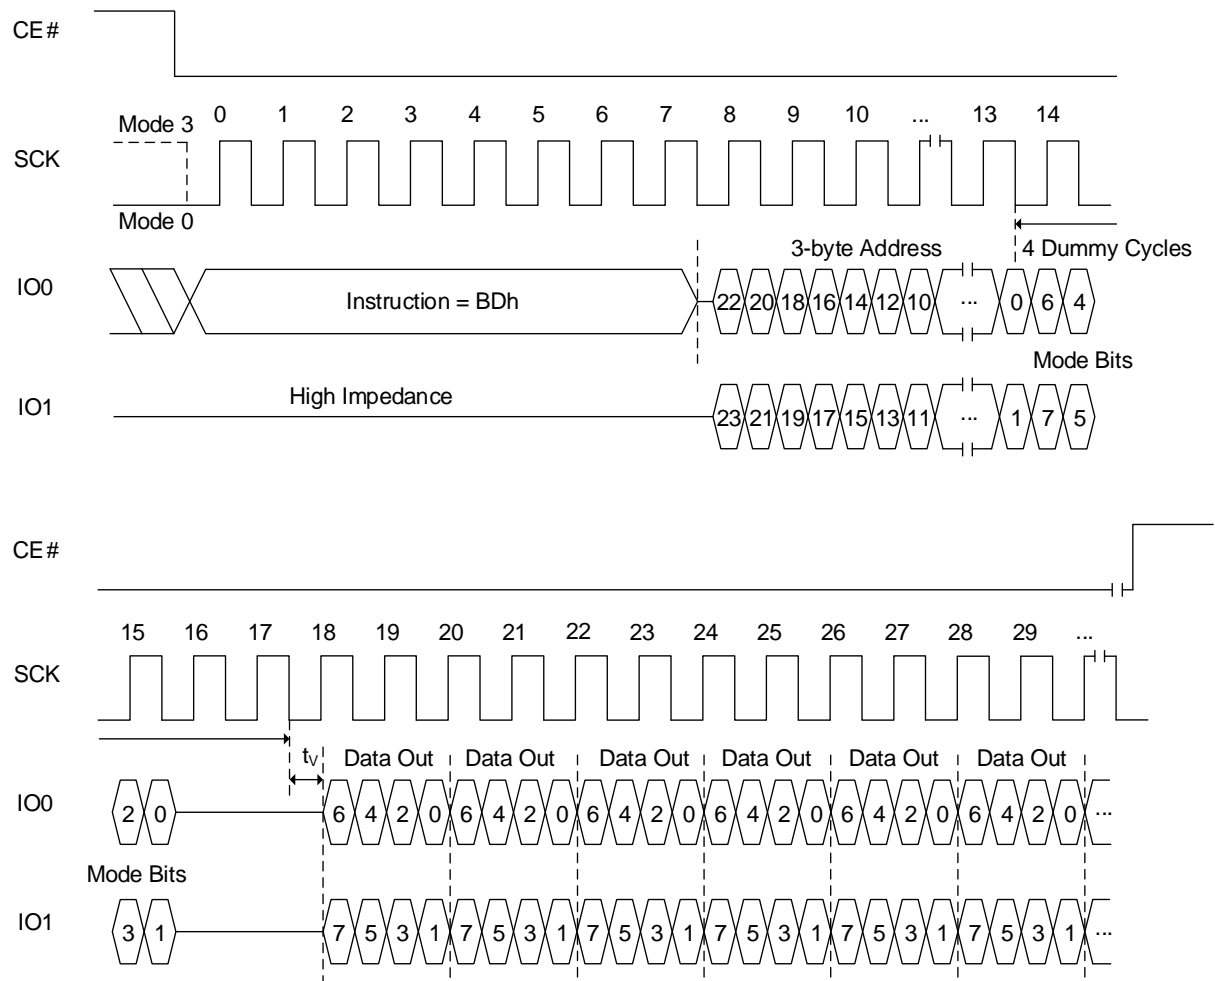 CE#
Mode 3
0 1 2 3 4 5 6 7 8 9 10 ... 13 14
SCK
Mode 0
3-byte Address 4 Dummy Cycles
IO0 Instruction = BDh 22 20 18 16 14 12 10 ... 0 6 4
Mode Bits
IO1 High Impedance 23 21 19 17 15 13 11 ... 1 7 5
CE#
15 16 17 18 19 20 21 22 23 24 25 26 27 28 29 ...
SCK
tV Data Out Data Out Data Out Data Out Data Out Data Out
IO0 2 0 6 4 2 0 6 4 2 0 6 4 2 0 6 4 2 0 6 4 2 0 6 4 2 0 ...
Mode Bits
IO1 3 1 7 5 3 1 7 5 3 1 7 5 3 1 7 5 3 1 7 5 3 1 7 5 3 1 ...